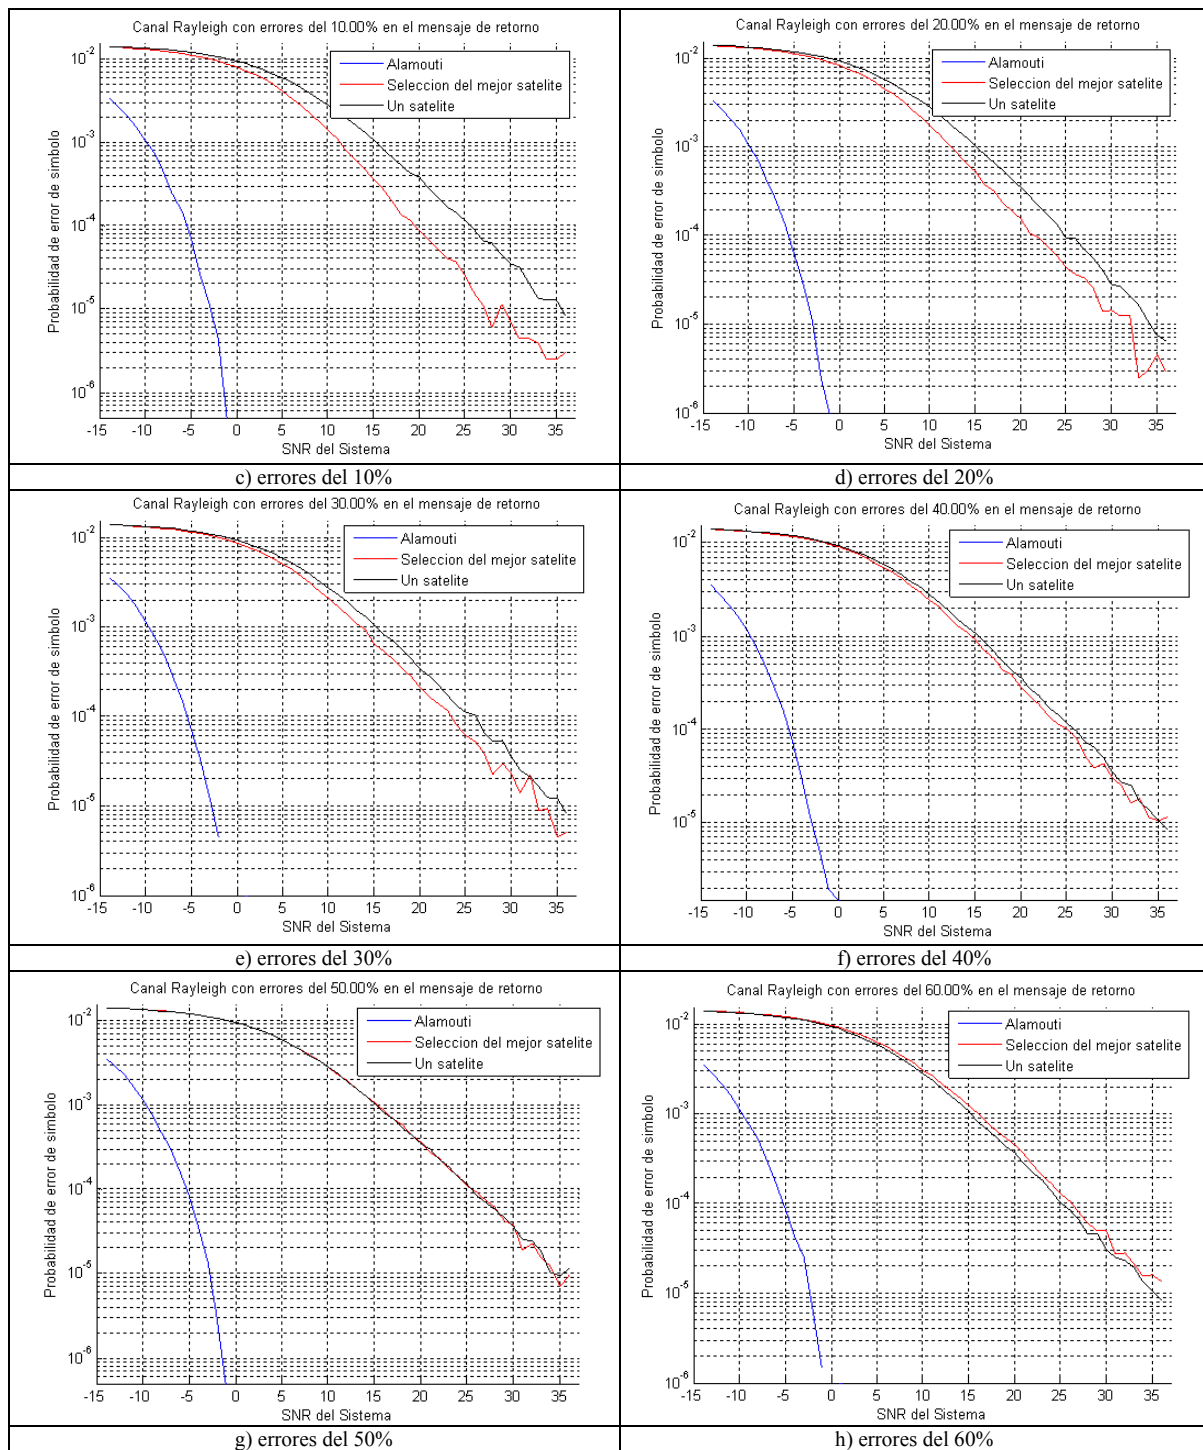 Canal Rayleigh con errores del 10.00% en el mensaje de retorno
Alamouti
Seleccion del mejor satelite
Un satelite
Probabilidad de error de simbolo
10-2
10-3
10-4
10-5
10-6
-15 -10 -5 0 5 10 15 20 25 30 35
SNR del Sistema
c) errores del 10%
Canal Rayleigh con errores del 20.00% en el mensaje de retorno
Alamouti
Seleccion del mejor satelite
Un satelite
Probabilidad de error de simbolo
10-2
10-3
10-4
10-5
10-6
-15 -10 -5 0 5 10 15 20 25 30 35
SNR del Sistema
d) errores del 20%
Canal Rayleigh con errores del 30.00% en el mensaje de retorno
Alamouti
Seleccion del mejor satelite
Un satelite
Probabilidad de error de simbolo
10-2
10-3
10-4
10-5
10-6
-15 -10 -5 0 5 10 15 20 25 30 35
SNR del Sistema
e) errores del 30%
Canal Rayleigh con errores del 40.00% en el mensaje de retorno
Alamouti
Seleccion del mejor satelite
Un satelite
Probabilidad de error de simbolo
10-2
10-3
10-4
10-5
-15 -10 -5 0 5 10 15 20 25 30 35
SNR del Sistema
f) errores del 40%
Canal Rayleigh con errores del 50.00% en el mensaje de retorno
Alamouti
Seleccion del mejor satelite
Un satelite
Probabilidad de error de simbolo
10-2
10-3
10-4
10-5
10-6
-15 -10 -5 0 5 10 15 20 25 30 35
SNR del Sistema
g) errores del 50%
Canal Rayleigh con errores del 60.00% en el mensaje de retorno
Alamouti
Seleccion del mejor satelite
Un satelite
Probabilidad de error de simbolo
10-2
10-3
10-4
10-5
10-6
-15 -10 -5 0 5 10 15 20 25 30 35
SNR del Sistema
h) errores del 60%